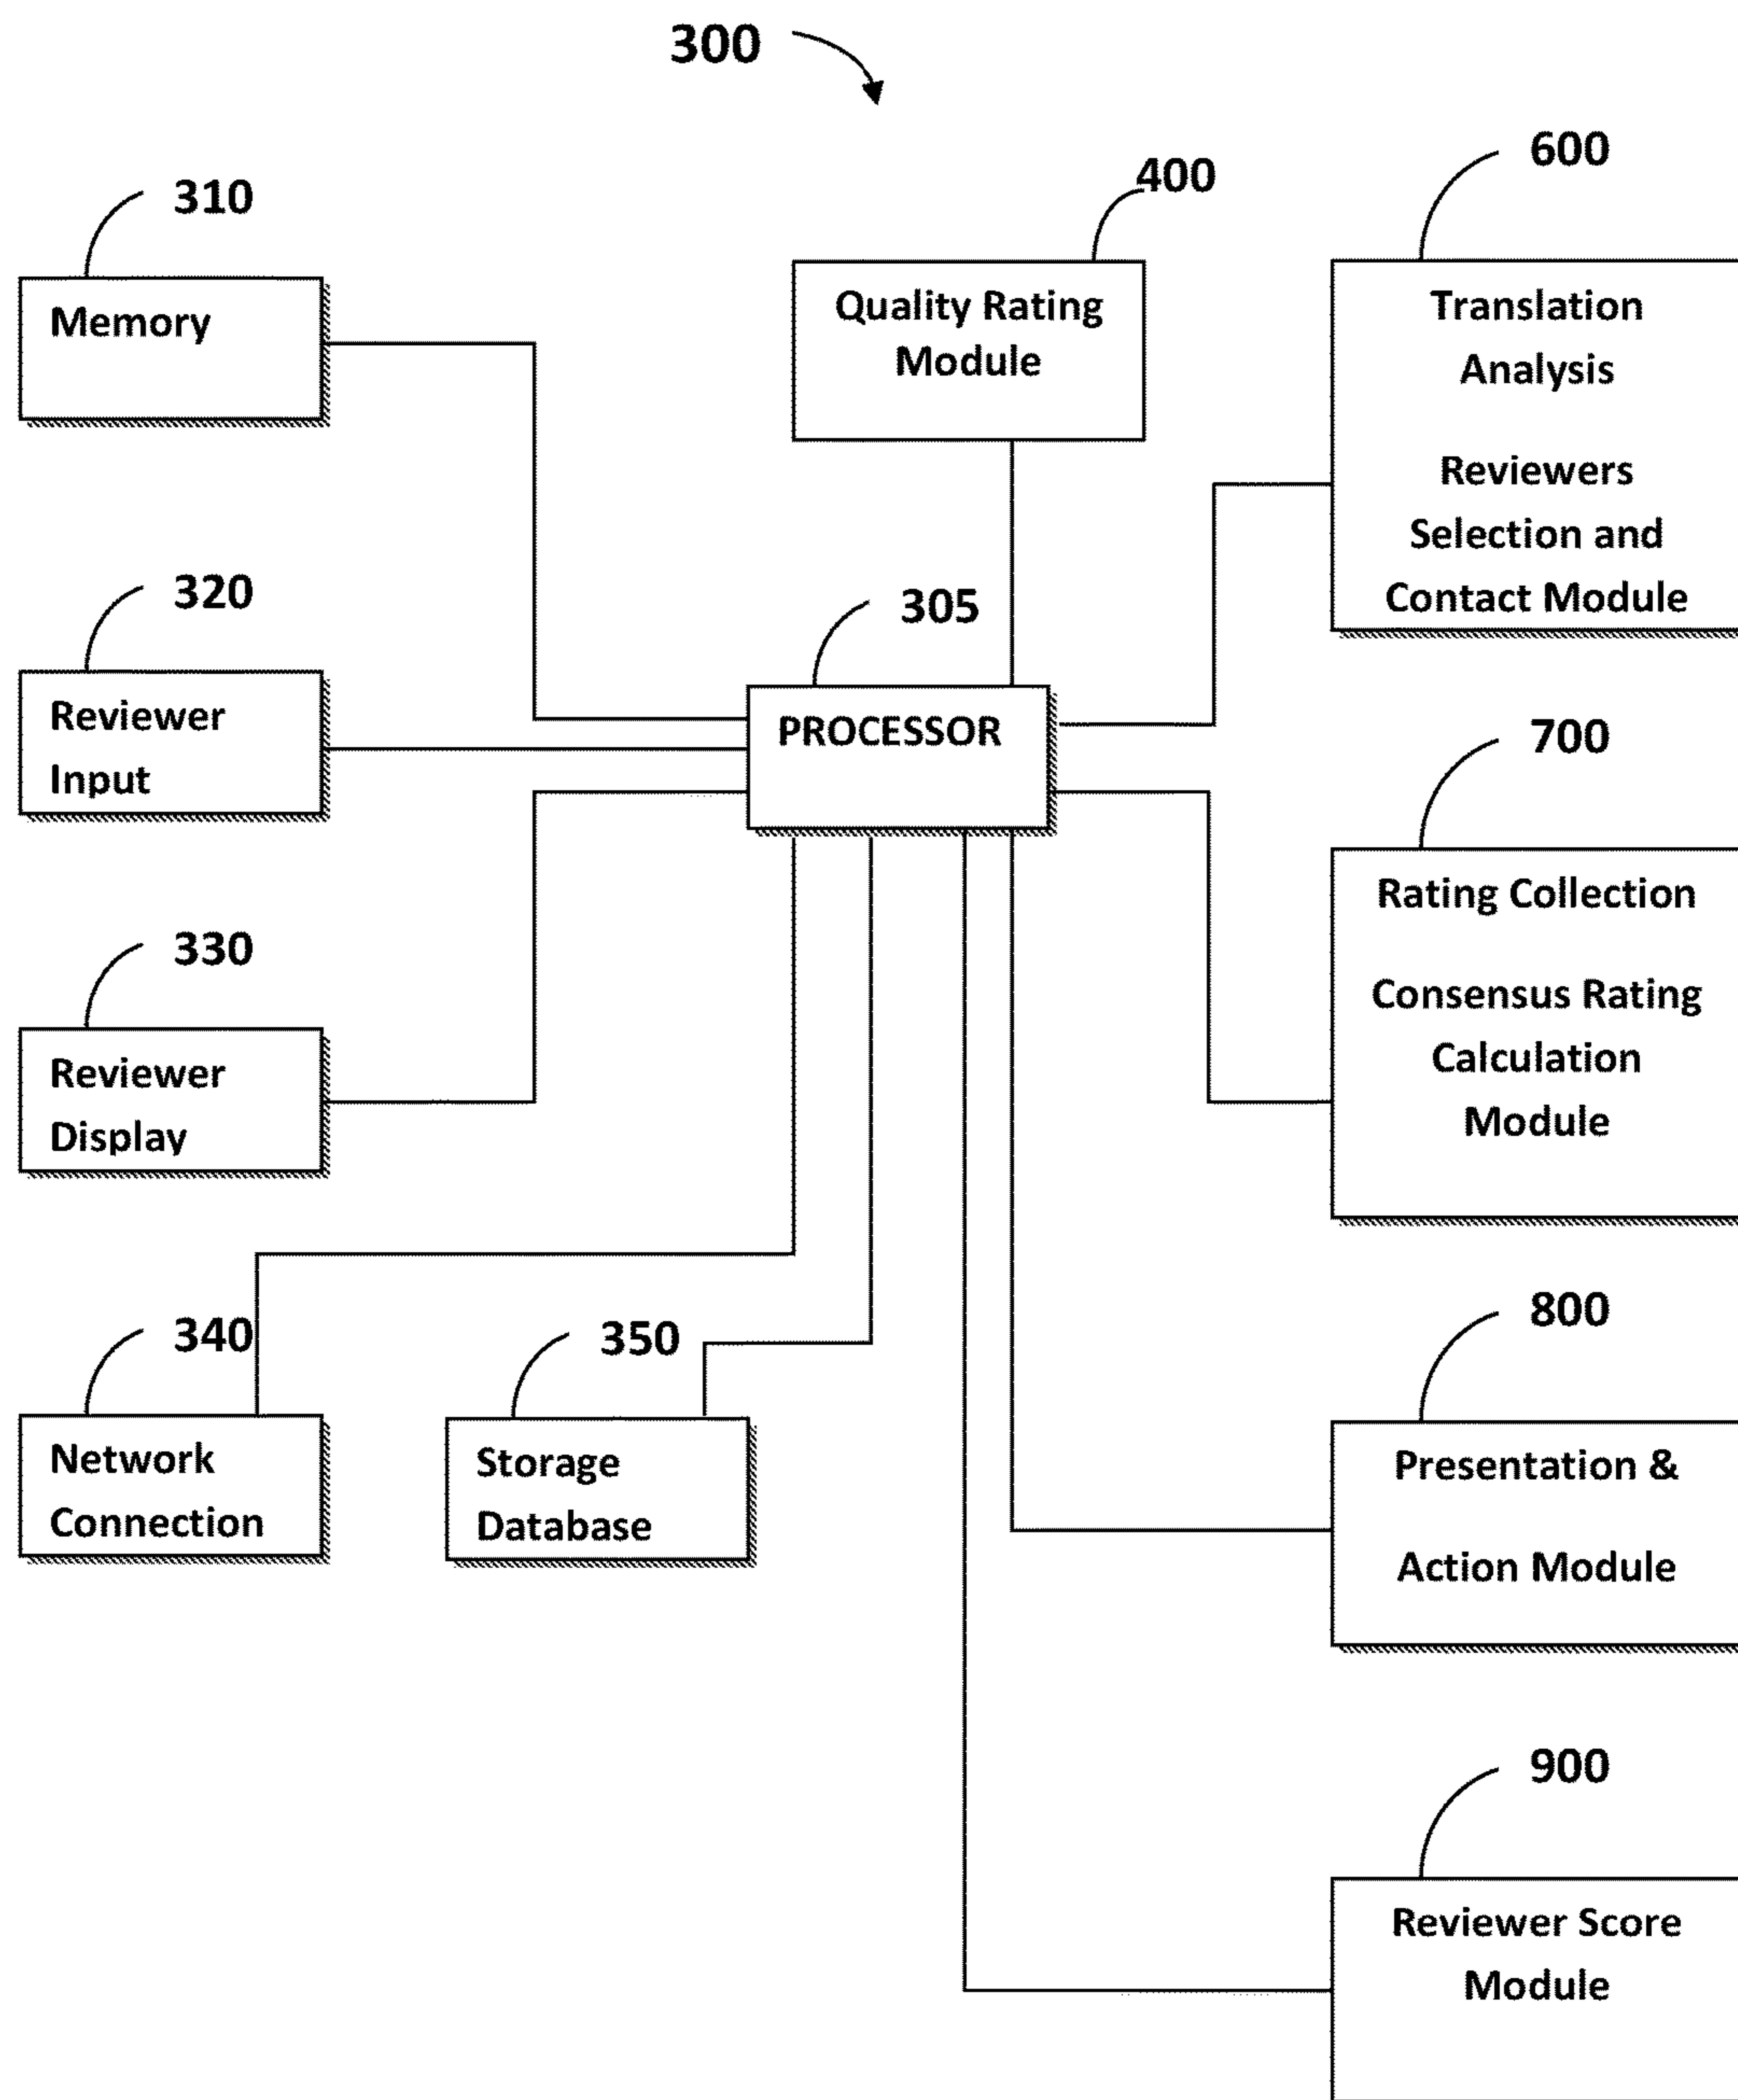 300
400
600
310
Memory
Quality Rating
Module
Translation
Analysis
Reviewers
Selection and
Contact Module
320
Reviewer
Input
305
PROCESSOR
700
Rating Collection
Consensus Rating
Calculation
Module
330
Reviewer
Display
340
Network
Connection
350
Storage
Database
800
Presentation &
Action Module
900
Reviewer Score
Module